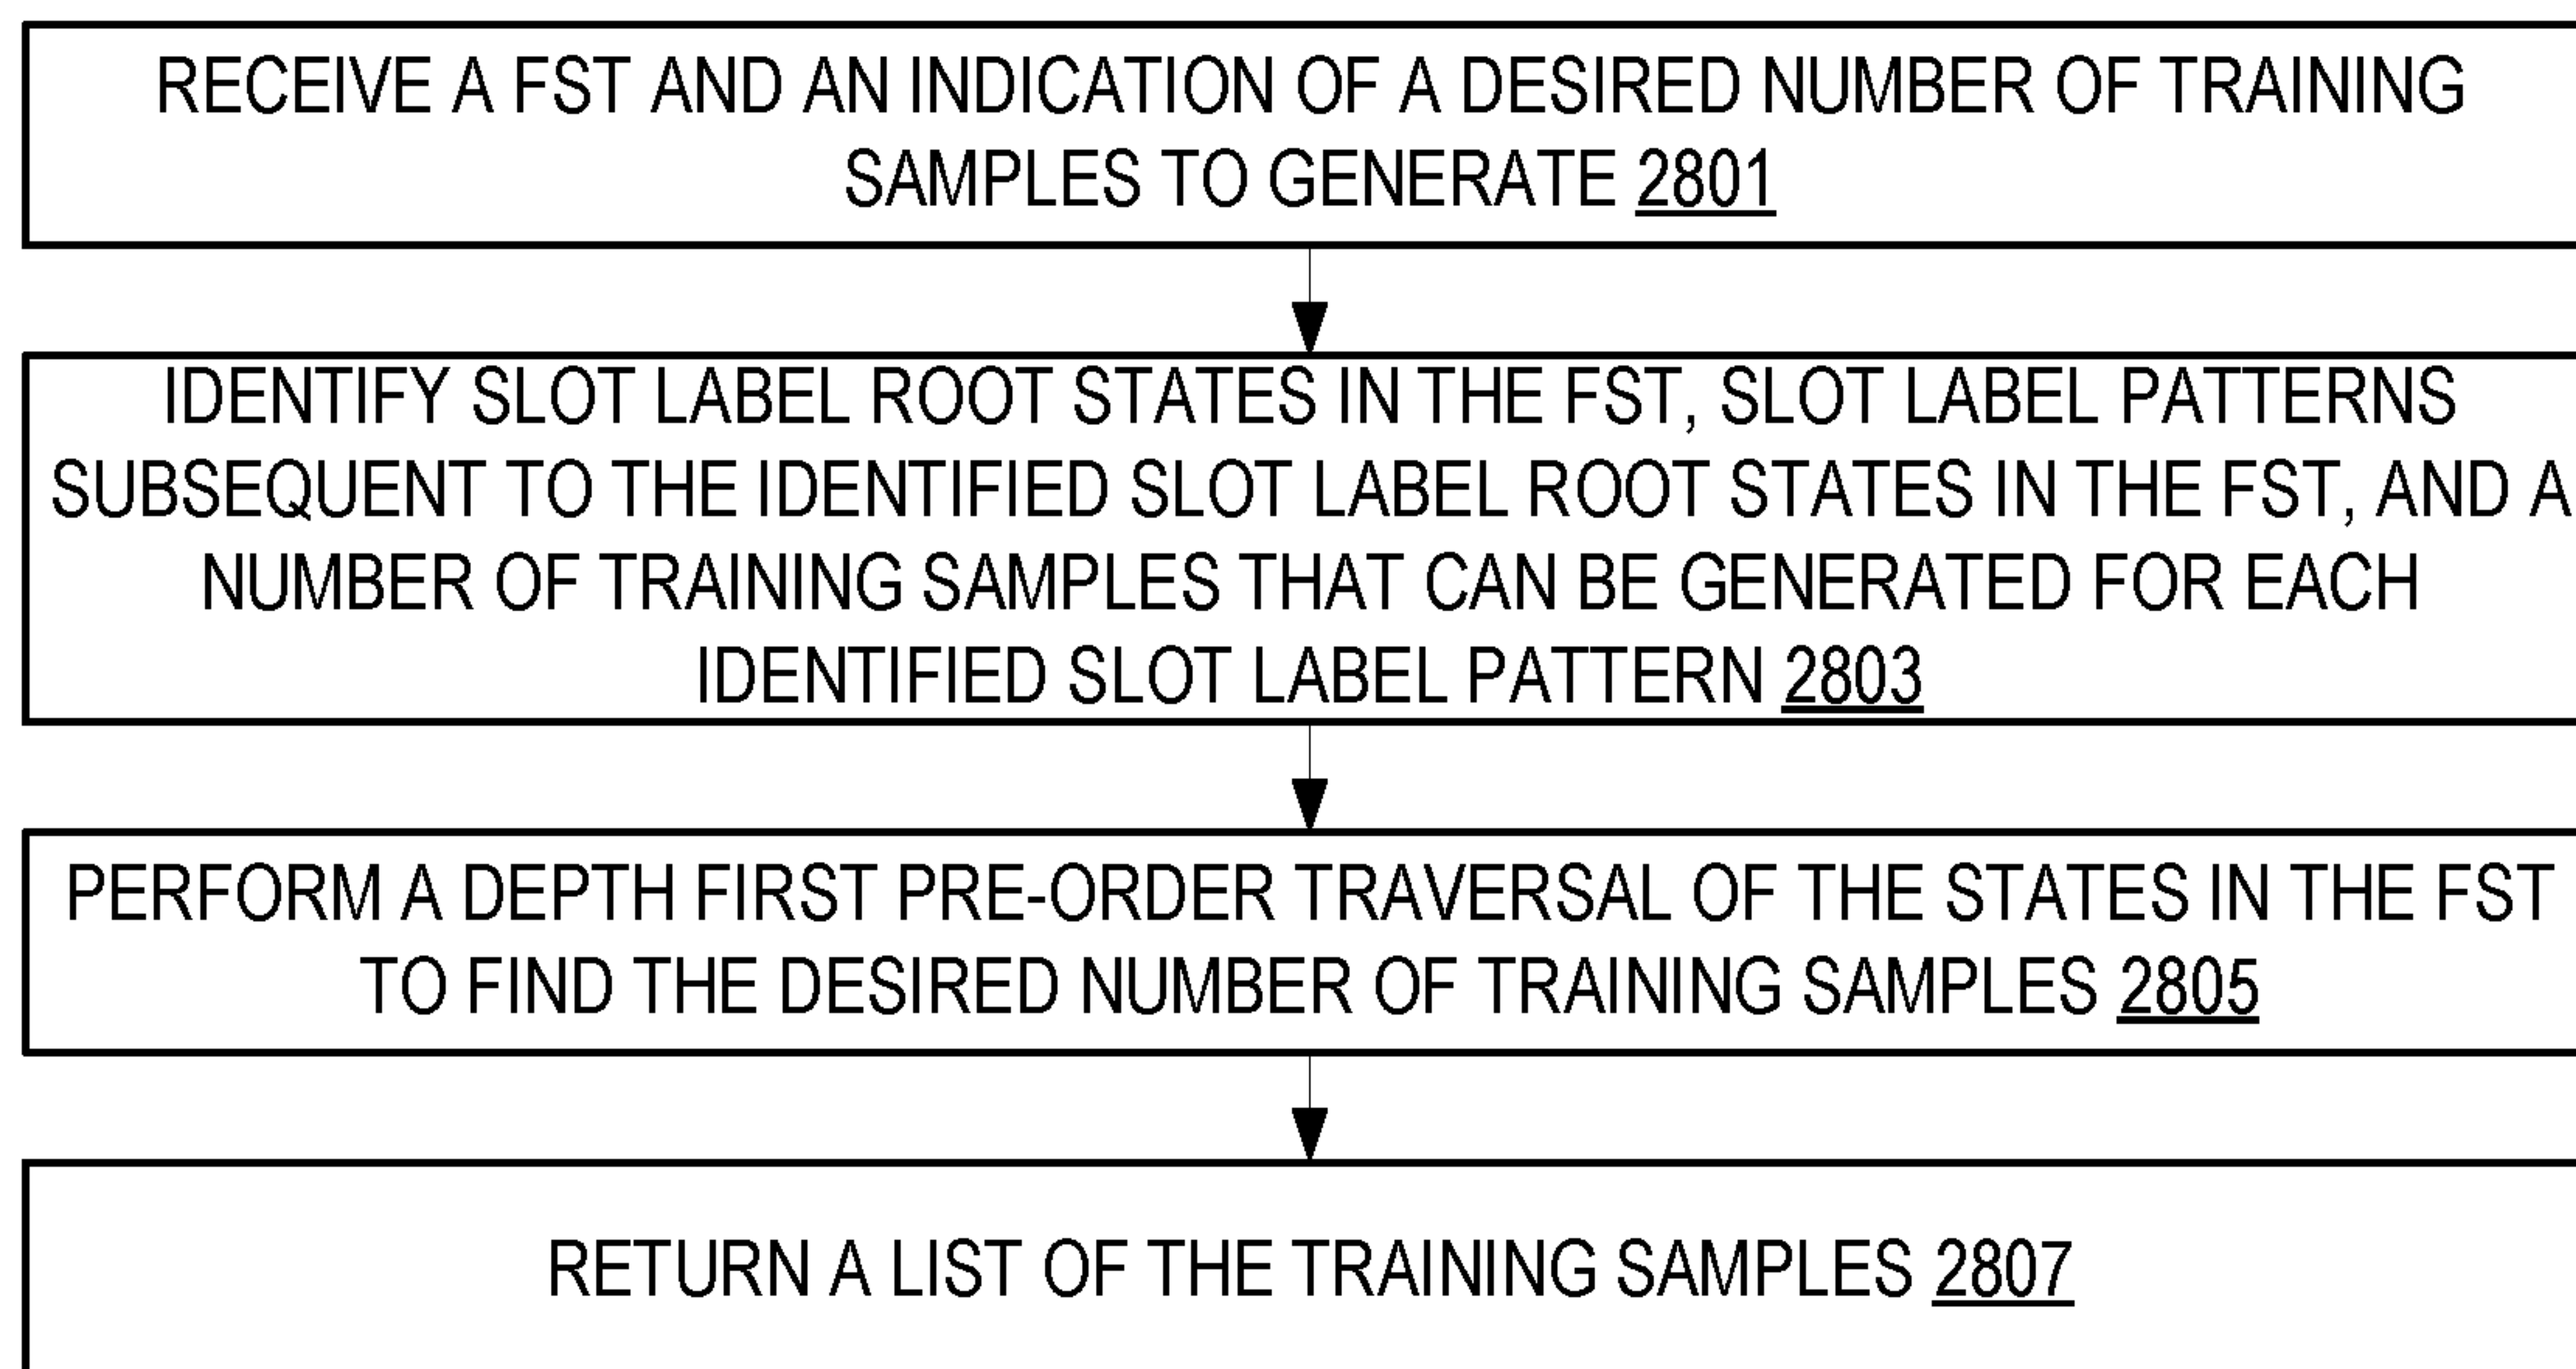 RECEIVE A FST AND AN INDICATION OF A DESIRED NUMBER OF TRAINING
SAMPLES TO GENERATE 2801
IDENTIFY SLOT LABEL ROOT STATES IN THE FST, SLOT LABEL PATTERNS
SUBSEQUENT TO THE IDENTIFIED SLOT LABEL ROOT STATES IN THE FST, AND A
NUMBER OF TRAINING SAMPLES THAT CAN BE GENERATED FOR EACH
IDENTIFIED SLOT LABEL PATTERN 2803
PERFORM A DEPTH FIRST PRE-ORDER TRAVERSAL OF THE STATES IN THE FST
TO FIND THE DESIRED NUMBER OF TRAINING SAMPLES 2805
RETURN A LIST OF THE TRAINING SAMPLES 2807